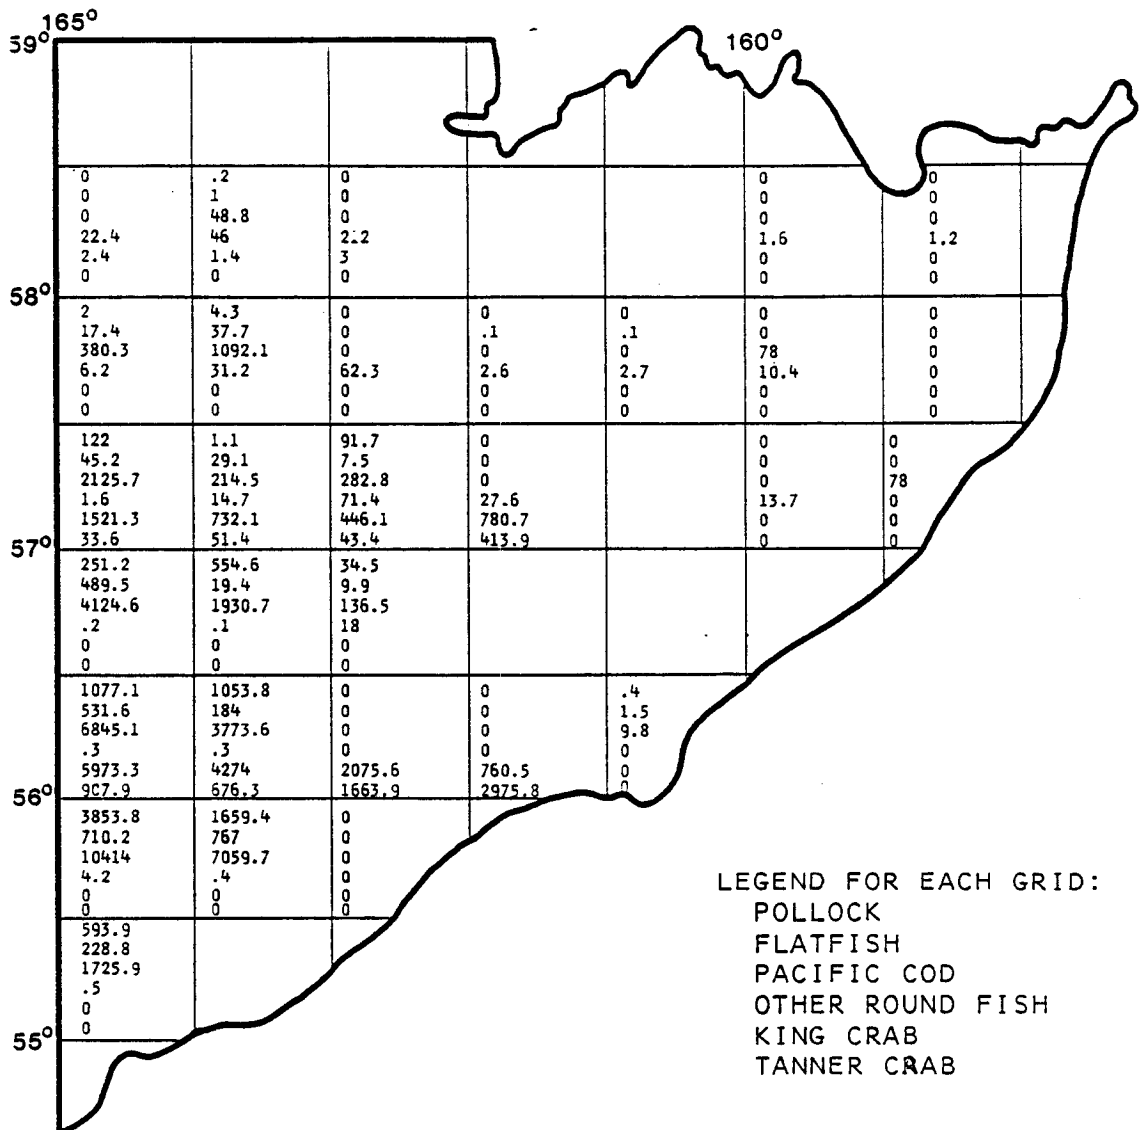 165°
59° 160°
0 .2 0 0 0
0 1 0 0 0
0 48.8 0 0 0
22.4 46 2.2 1.6 1.2
2.4 1.4 3 0 0
0 0 0 0 0
58°
2 4.3 0 0 0 0 0
17.4 37.7 0 .1 .1 0 0
380.3 1092.1 0 0 0 78 0
6.2 31.2 62.3 2.6 2.7 10.4 0
0 0 0 0 0 0 0
0 0 0 0 0 0 0
122 1.1 91.7 0 0 0
45.2 29.1 7.5 0 0 0
2125.7 214.5 282.8 0 0 78
1.6 14.7 71.4 27.6 13.7 0
1521.3 732.1 446.1 780.7 0 0
33.6 51.4 43.4 413.9 0 0
57°
251.2 554.6 34.5
489.5 19.4 9.9
4124.6 1930.7 136.5
.2 .1 18
0 0 0
0 0 0
1077.1 1053.8 0 0 .4
531.6 184 0 0 1.5
6845.1 3773.6 0 0 9.8
.3 .3 0 0 0
5973.3 4274 2075.6 760.5 0
907.9 676.3 1663.9 2975.8 0
56°
3853.8 1659.4 0
710.2 767 0
10414 7059.7 0
4.2 .4 0
0 0 0
0 0 0
593.9
228.8
1725.9
.5
0
0
55°
LEGEND FOR EACH GRID:
POLLOCK
FLATFISH
PACIFIC COD
OTHER ROUND FISH
KING CRAB
TANNER CRAB